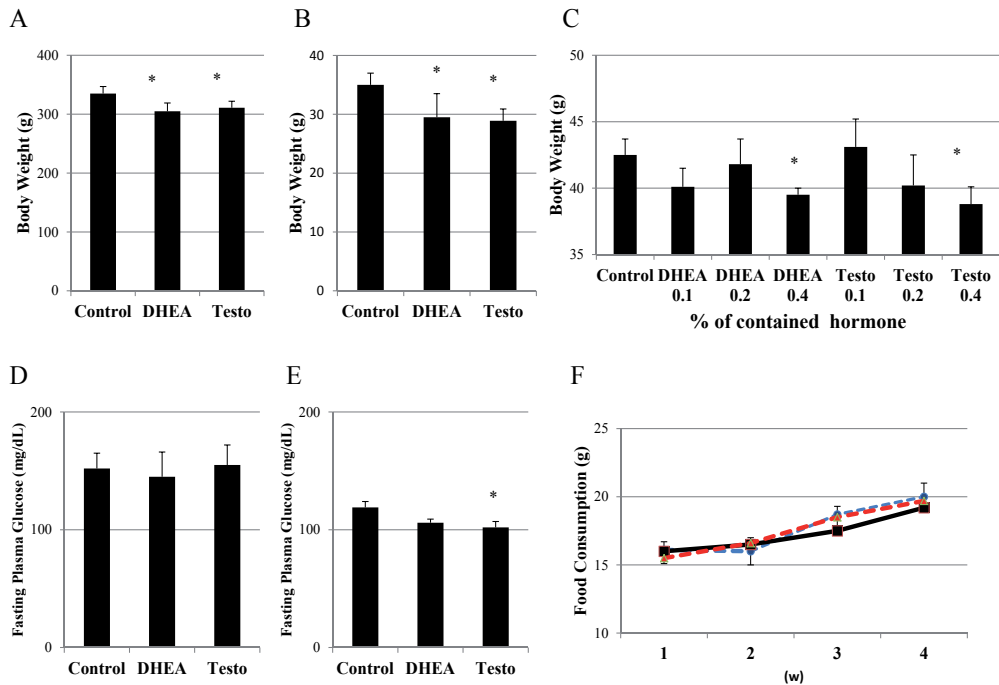 A
Body Weight (g)
400
300
200
100
0
*
*
Control DHEA Testo
B
Body Weight (g)
40
30
20
10
0
*
*
Control DHEA Testo
C
Body Weight (g)
50
45
40
35
*
*
Control DHEA DHEA DHEA Testo Testo Testo
0.1 0.2 0.4 0.1 0.2 0.4
% of contained hormone
D
Fasting Plasma Glucose (mg/dL)
200
100
0
Control DHEA Testo
E
Fasting Plasma Glucose (mg/dL)
200
100
0
*
Control DHEA Testo
F
Food Consumption (g)
25
20
15
10
1 2 3 4
(w)